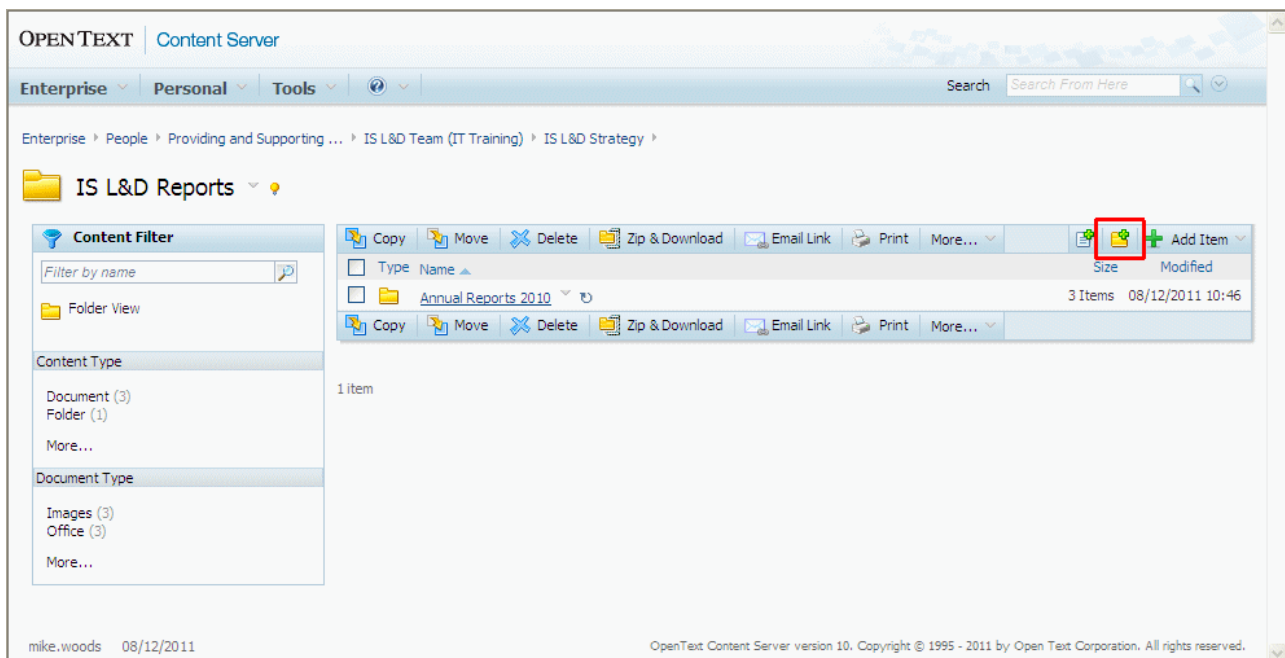 OPEN TEXT Content Server
Enterprise Personal Tools Search Search From Here
Enterprise People Providing and Supporting ... IS L&D Team (IT Training) IS L&D Strategy
IS L&D Reports
Content Filter
Filter by name
Folder View
Content Type
Document (3)
Folder (1)
More...
Document Type
Images (3)
Office (3)
More...
Copy Move Delete Zip & Download Email Link Print More... Add Item
Type Name Size Modified
Annual Reports 2010 3 Items 08/12/2011 10:46
Copy Move Delete Zip & Download Email Link Print More...
1 item
mike.woods 08/12/2011 OpenText Content Server version 10. Copyright © 1995 - 2011 by Open Text Corporation. All rights reserved.